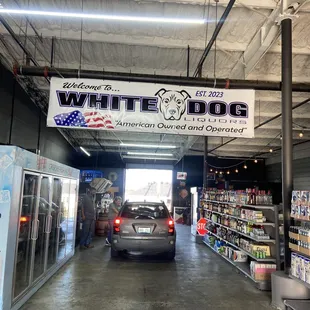 Welcome to...
EST.
2023
WHITE DOG
LIQUORS
"American Owned and Operated"